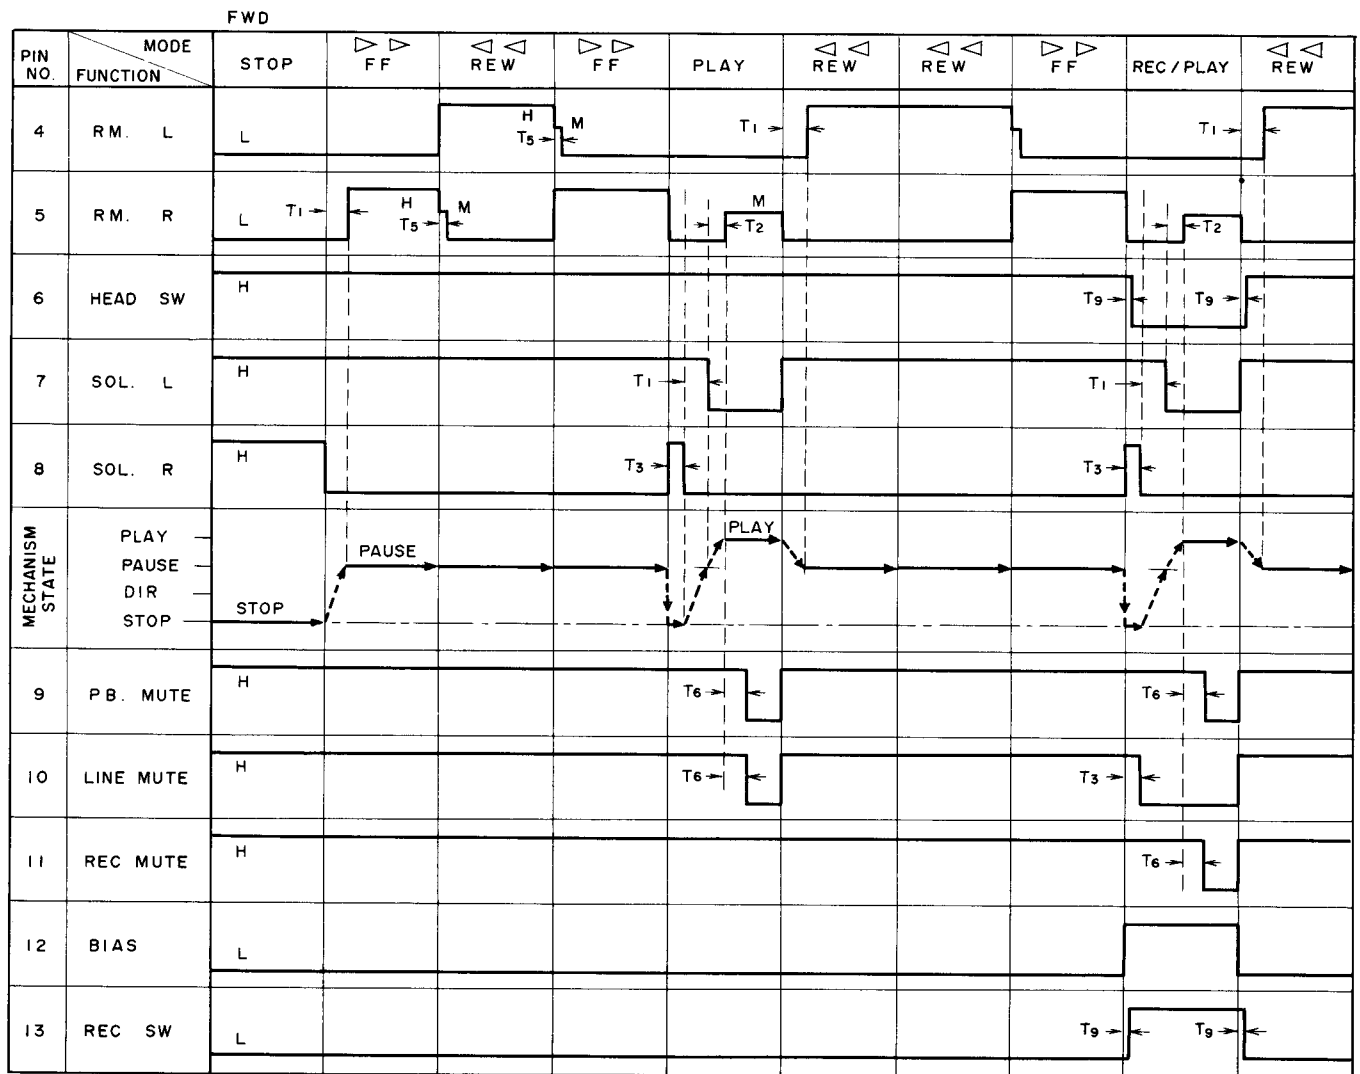 FWD
PIN NO. MODE FUNCTION STOP ▷▷ FF ◁◁ REW ▷▷ FF PLAY ◁◁ REW ◁◁ REW ▷▷ FF REC/PLAY ◁◁ REW
4 RM. L L H T5 M T1 T1
5 RM. R L T1 H T5 M M T2 T2
6 HEAD SW H T9 T9
7 SOL. L H T1 T1
8 SOL. R H T3 T3
MECHANISM STATE
PLAY PLAY
PAUSE PAUSE
DIR
STOP STOP
9 PB. MUTE H T6 T6
10 LINE MUTE H T6 T3
11 REC MUTE H T6
12 BIAS L
13 REC SW L T9 T9